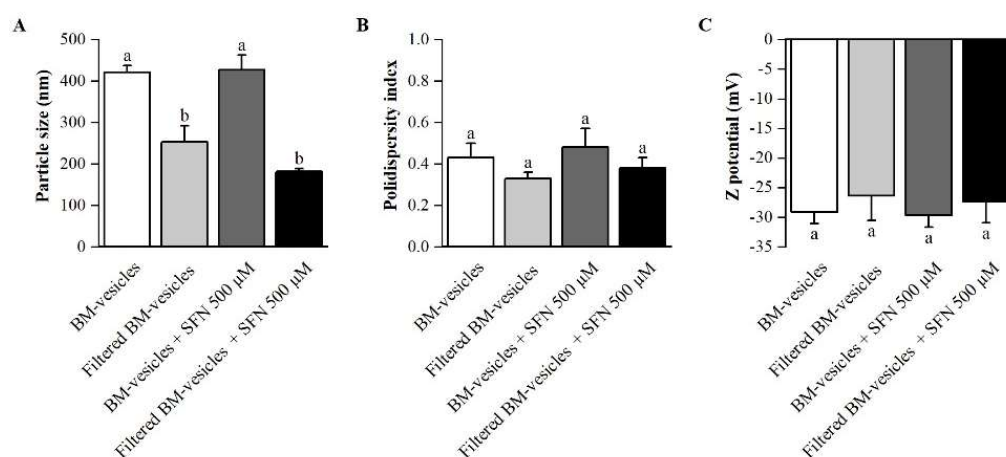 A
Particle size (nm)
500
400
300
200
100
0
a
b
a
b
BM-vesicles
Filtered BM-vesicles
BM-vesicles + SFN 500 µM
Filtered BM-vesicles + SFN 500 µM
B
Polidispersity index
1.0
0.8
0.6
0.4
0.2
0.0
a
a
a
a
BM-vesicles
Filtered BM-vesicles
BM-vesicles + SFN 500 µM
Filtered BM-vesicles + SFN 500 µM
C
Z potential (mV)
0
-5
-10
-15
-20
-25
-30
-35
a
a
a
a
BM-vesicles
Filtered BM-vesicles
BM-vesicles + SFN 500 µM
Filtered BM-vesicles + SFN 500 µM